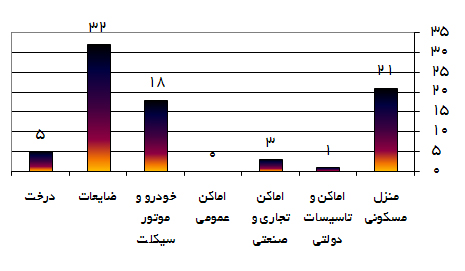 ۳۵
۳۰
۲۵
۲۰
۱۵
۱۰
۵
۰
۲۱
۱
۳
۰
۱۸
۳۲
۵
منزل
مسکونی
اماکن و
تاسیسات
دولتی
اماکن
تجاری و
صنعتی
اماکن
عمومی
خودرو و
موتور
سیکلت
ضایعات
درخت